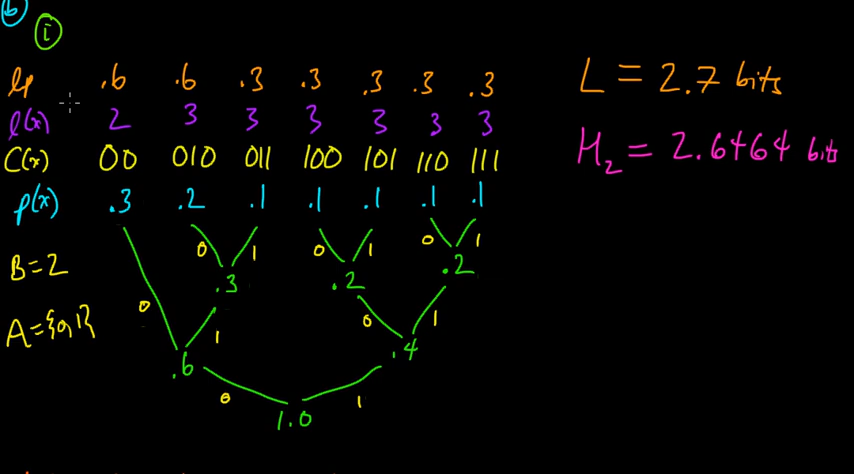 b
i
lp .6 .6 .3 .3 .3 .3 .3
l(x) 2 3 3 3 3 3 3
C(x) 00 010 011 100 101 110 111
p(x) .3 .2 .1 .1 .1 .1 .1
L = 2.7 bits
H₂ = 2.6464 bits
B=2
0 1 0 1 0 1
.3 .2 .2
A={0,1}
0 1 0 1
.6 .4
0 1
1.0